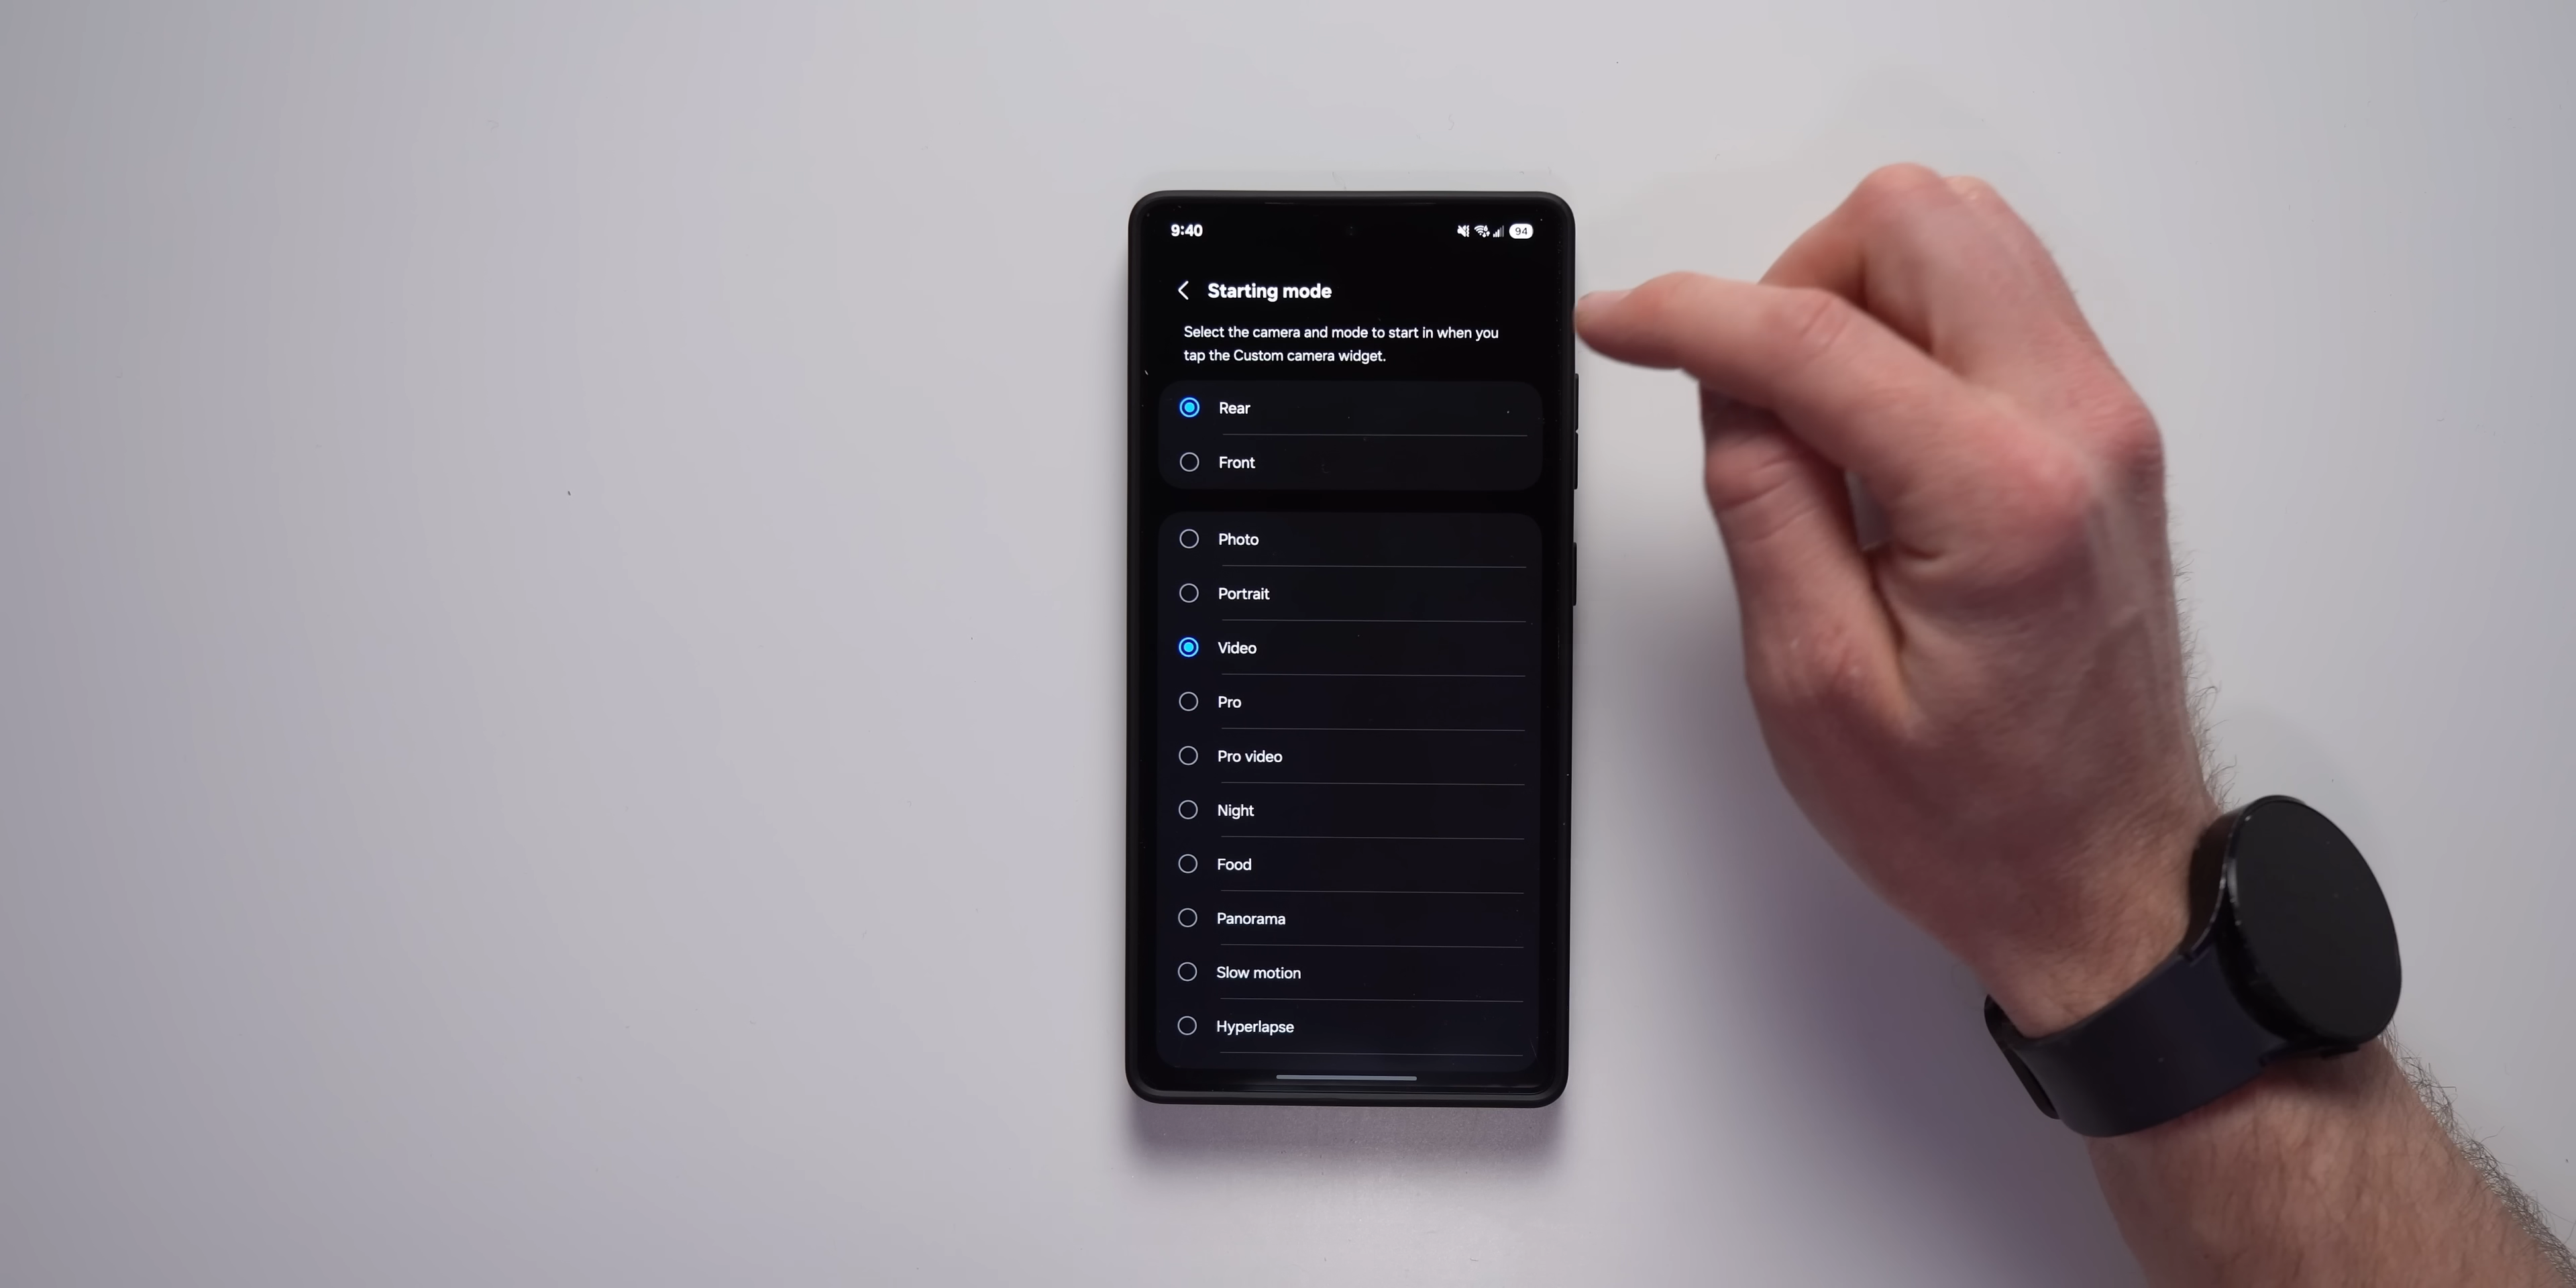 9:40
94
Starting mode
Select the camera and mode to start in when you
tap the Custom camera widget.
Rear
Front
Photo
Portrait
Video
Pro
Pro video
Night
Food
Panorama
Slow motion
Hyperlapse